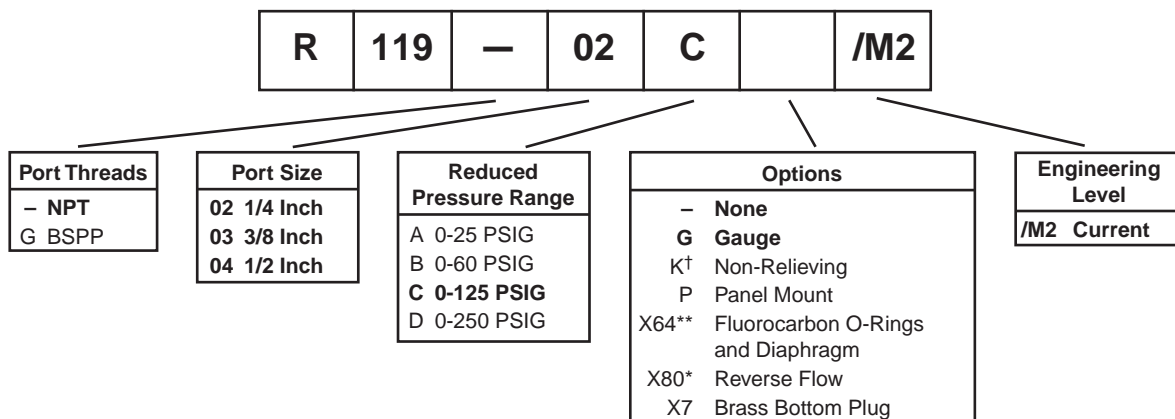 R 119 – 02 C /M2
Port Threads
– NPT
G BSPP
Port Size
02 1/4 Inch
03 3/8 Inch
04 1/2 Inch
Reduced
Pressure Range
A 0-25 PSIG
B 0-60 PSIG
C 0-125 PSIG
D 0-250 PSIG
Options
– None
G Gauge
K† Non-Relieving
P Panel Mount
X64** Fluorocarbon O-Rings
and Diaphragm
X80* Reverse Flow
X7 Brass Bottom Plug
Engineering
Level
/M2 Current